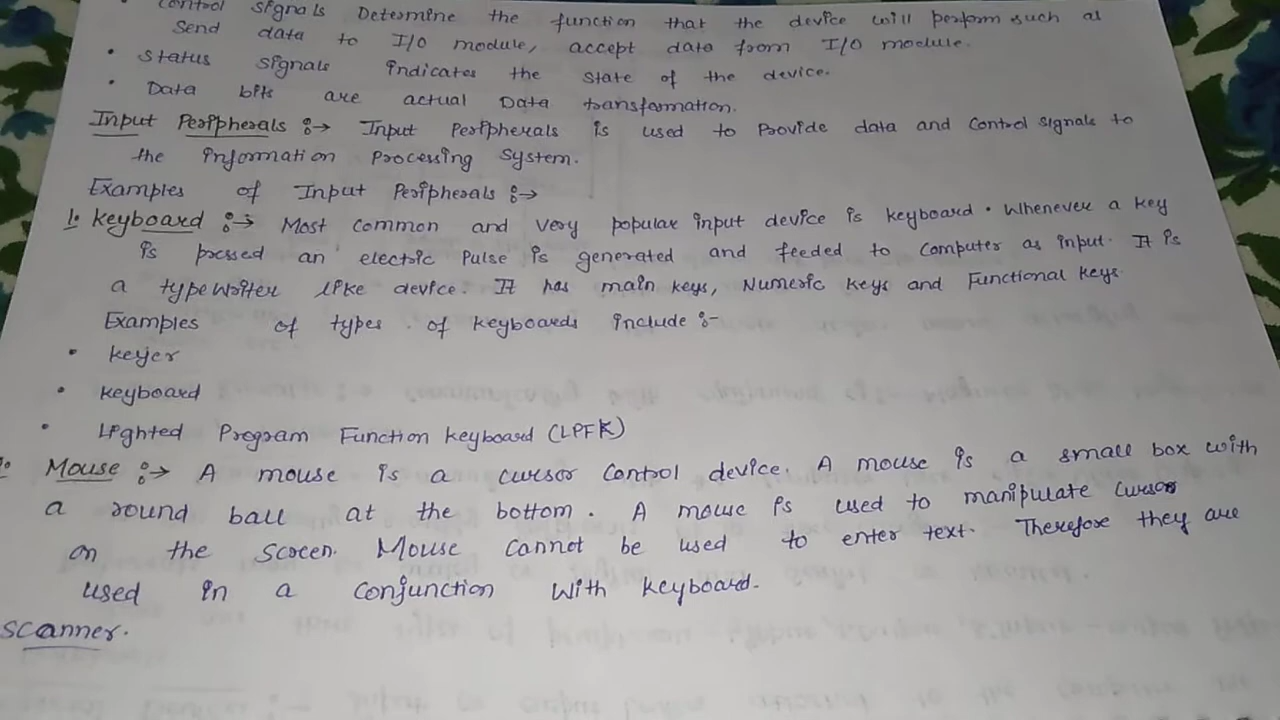 • Control signals Determine the function that the device will perform such as
Send data to I/O module, accept data from I/O module.
• Status signals indicates the state of the device.
• Data bits are actual Data transformation.
Input Peripherals :→ Input Peripherals is used to Provide data and Control signals to
the information Processing System.
Examples of Input Peripherals :→
1. Keyboard :→ Most common and very popular input device is keyboard. Whenever a key
is pressed an electric Pulse is generated and feeded to Computer as input. It is
a typewriter like device. It has main keys, Numeric keys and Functional keys
Examples of types of keyboards include :-
• keyer
• keyboard
• Lighted Program Function keyboard (LPFK)
Mouse :→ A mouse is a cursor Control device. A mouse is a small box with
a round ball at the bottom. A mouse is used to manipulate Cursor
on the Screen. Mouse Cannot be used to enter text. Therefore they are
used in a Conjunction with keyboard.
Scanner.